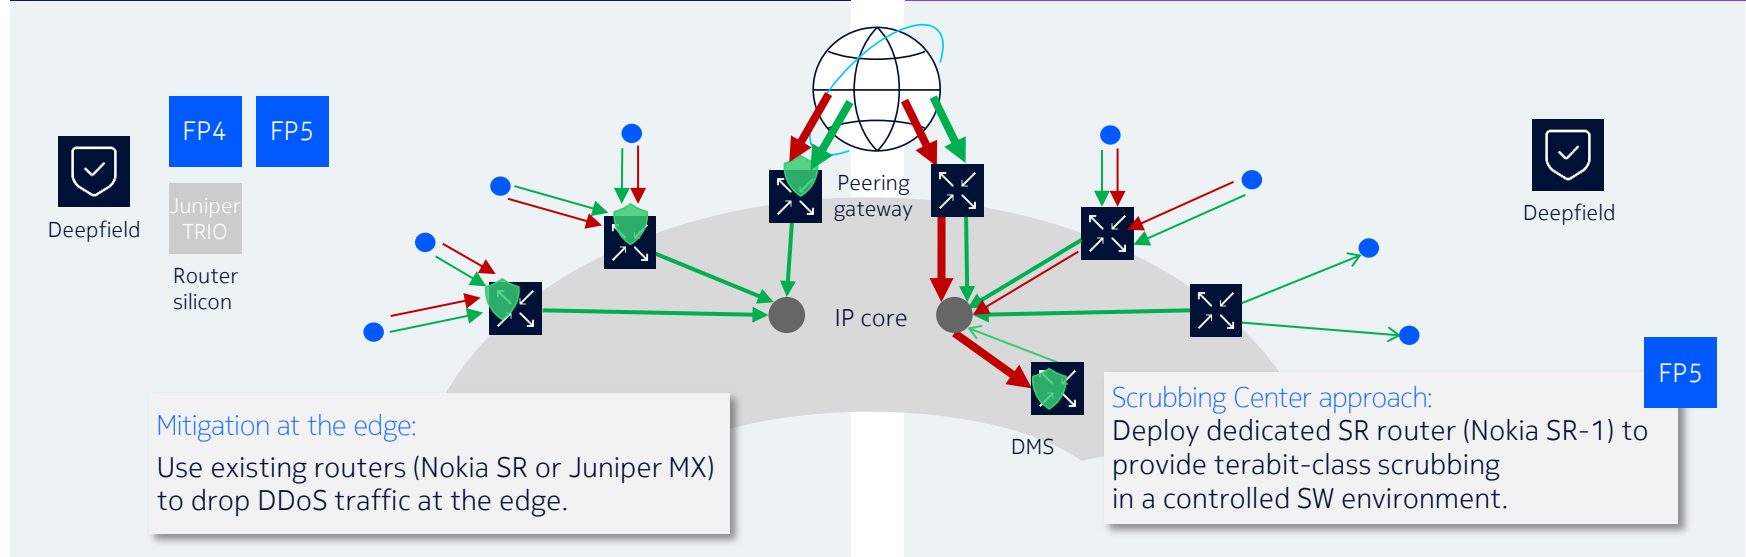 FP4
FP5
Deepfield
Juniper
TRIO
Router
silicon
Peering
gateway
IP core
Mitigation at the edge:
Use existing routers (Nokia SR or Juniper MX)
to drop DDoS traffic at the edge.
Deepfield
FP5
DMS
Scrubbing Center approach:
Deploy dedicated SR router (Nokia SR-1) to
provide terabit-class scrubbing
in a controlled SW environment.